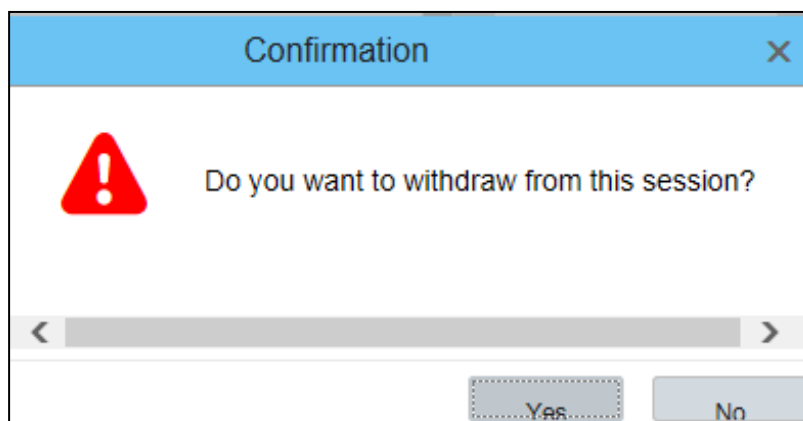 Confirmation
Do you want to withdraw from this session?
Yes No